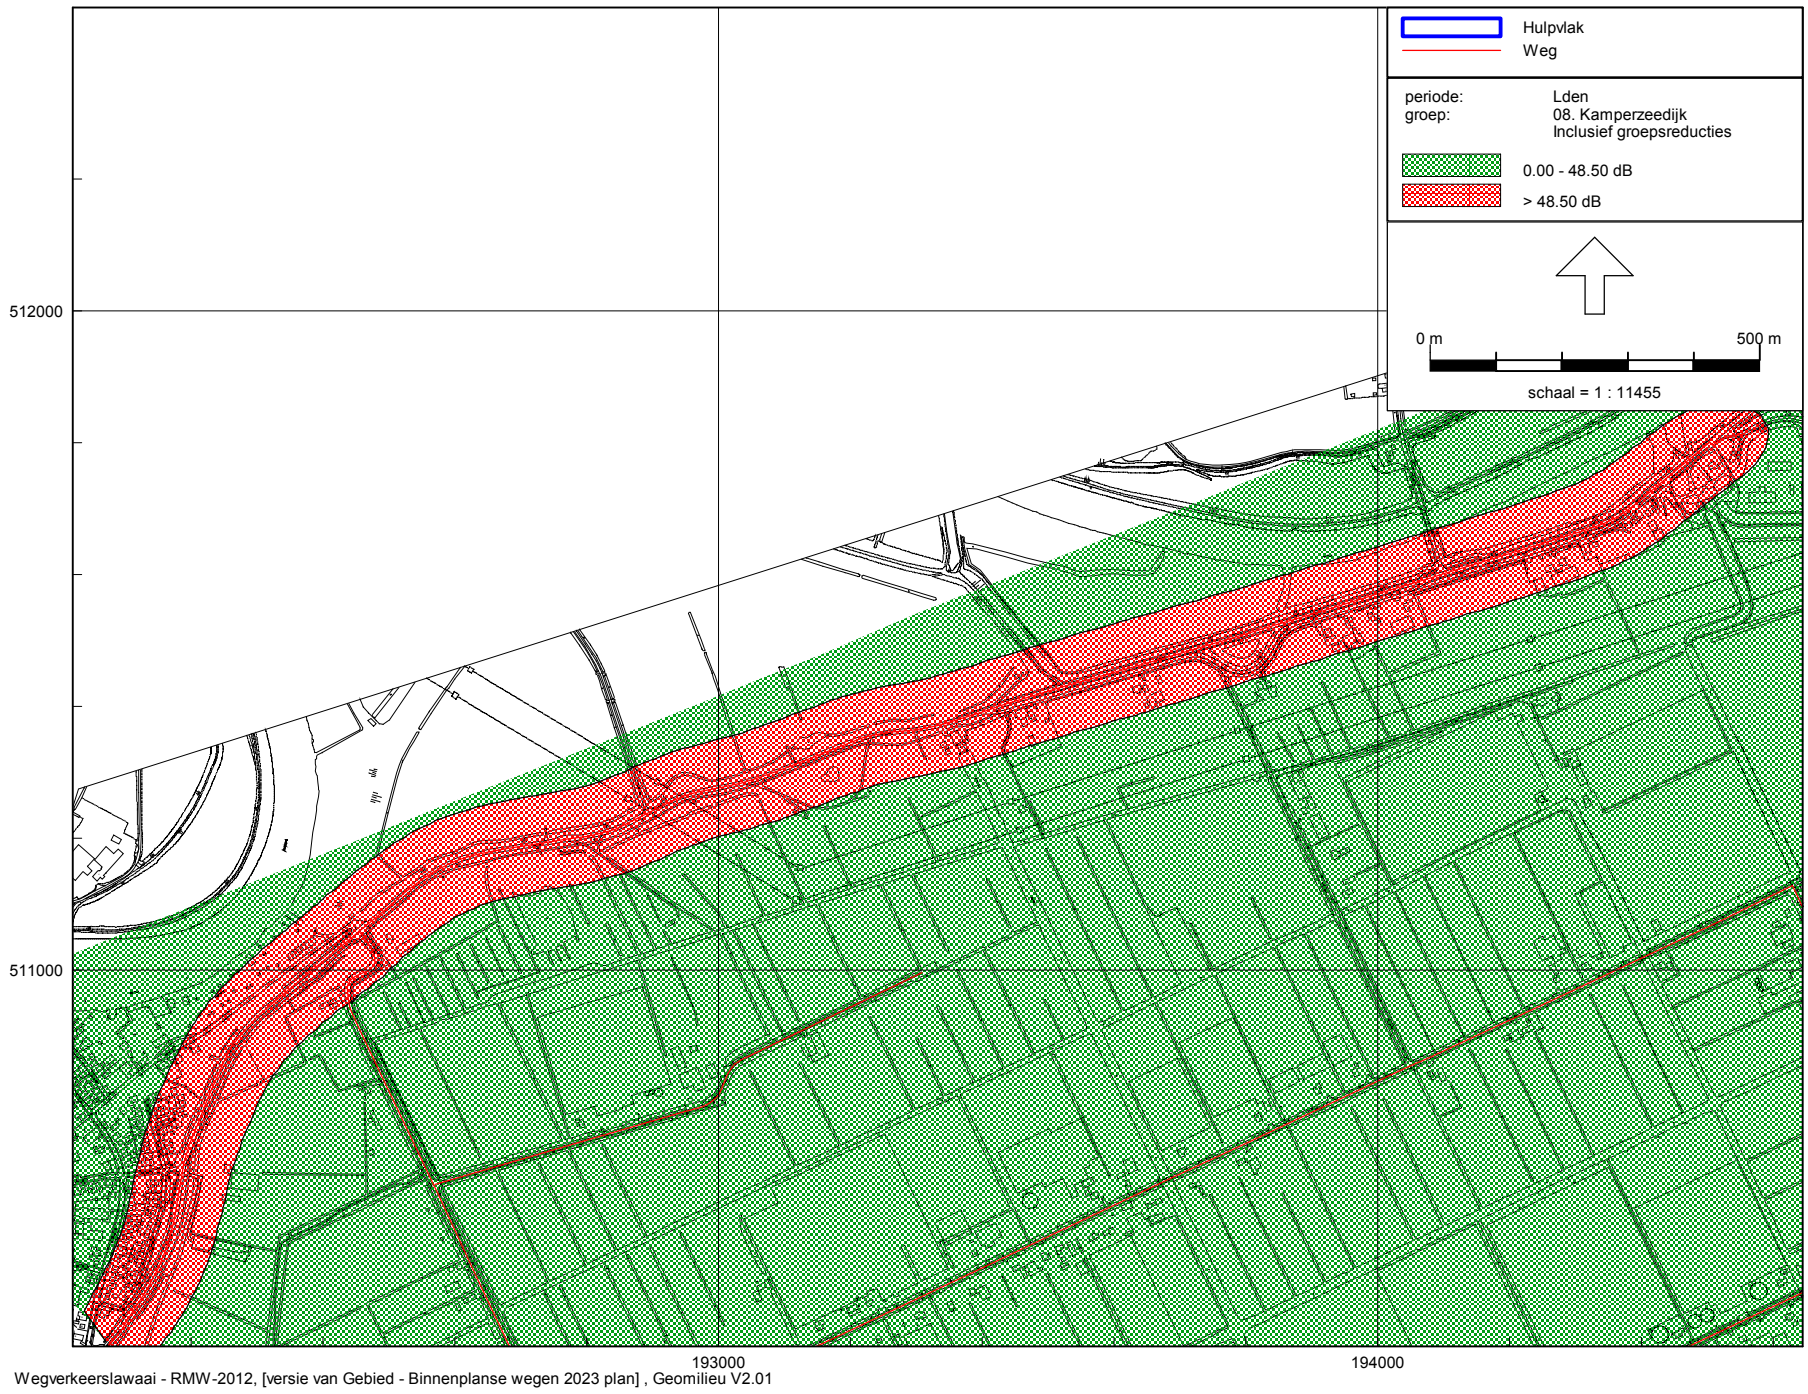 Hulpvlak
Weg
periode: Lden
groep: 08. Kamperzeedijk
Inclusief groepsreducties
0.00 - 48.50 dB
> 48.50 dB
0 m 500 m
schaal = 1 : 11455
512000
511000
193000 194000
Wegverkeerslawaai - RMW-2012, [versie van Gebied - Binnenplanse wegen 2023 plan] , Geomilieu V2.01